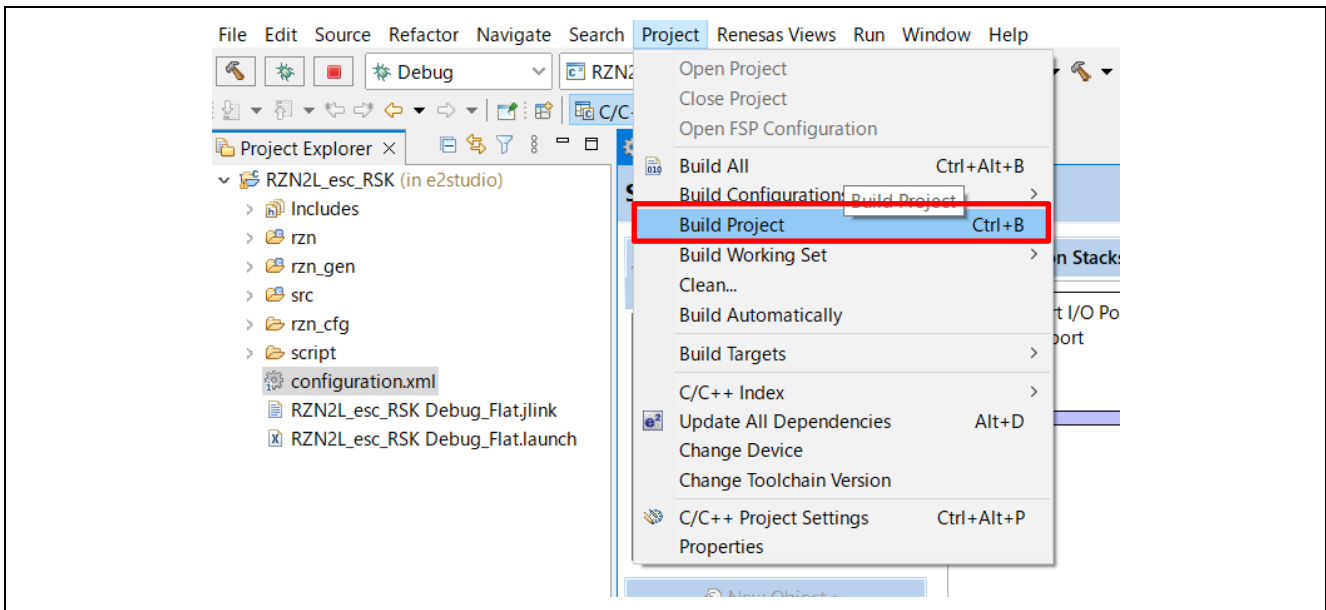 File Edit Source Refactor Navigate Search Project Renesas Views Run Window Help
Debug
RZN2
C/C
Project Explorer
RZN2L_esc_RSK (in e2studio)
Includes
rzn
rzn_gen
src
rzn_cfg
script
configuration.xml
RZN2L_esc_RSK Debug_Flat.jlink
RZN2L_esc_RSK Debug_Flat.launch
Open Project
Close Project
Open FSP Configuration
Build All Ctrl+Alt+B
Build Configurations
Build Project
Build Project Ctrl+B
Build Working Set
Clean...
Build Automatically
Build Targets
C/C++ Index
Update All Dependencies Alt+D
Change Device
Change Toolchain Version
C/C++ Project Settings Ctrl+Alt+P
Properties
n Stacks
t I/O Po
port
New Object >